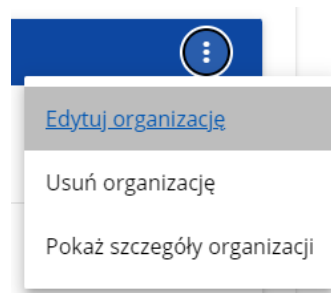 Edytuj organizację
Usuń organizację
Pokaż szczegóły organizacji